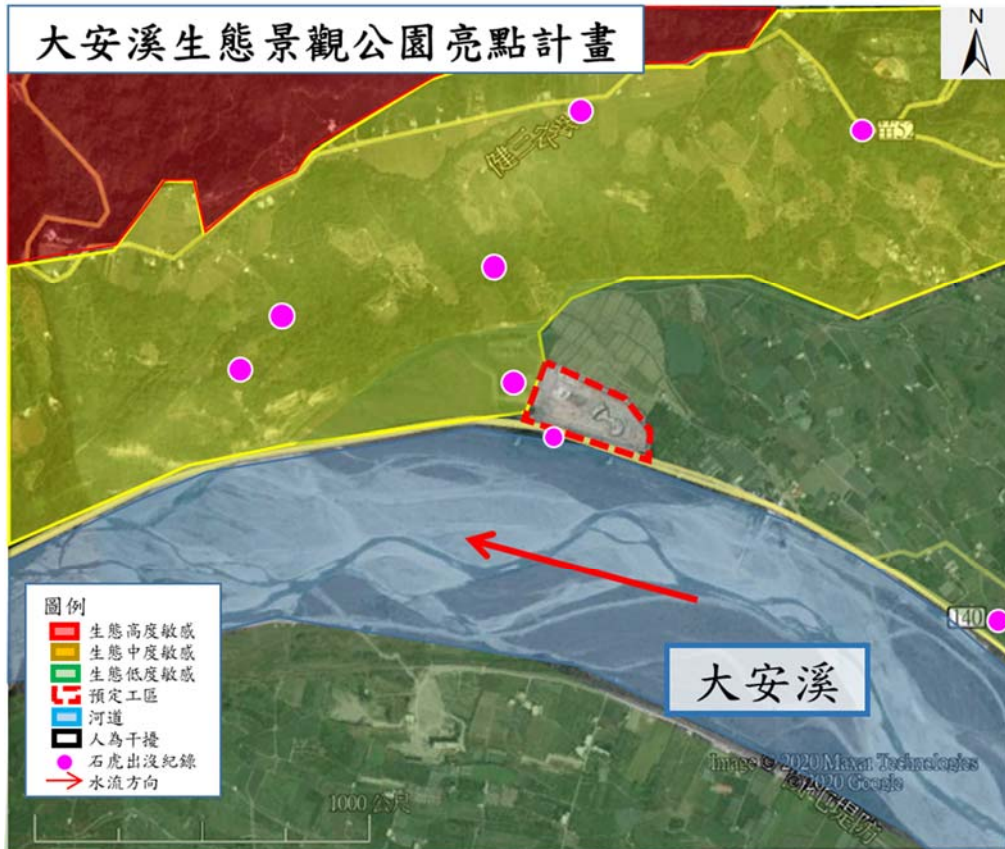 大安溪生態景觀公園亮點計畫
N
苗52
140
大安溪
圖例
生態高度敏感
生態中度敏感
生態低度敏感
預定工區
河道
人為干擾
石虎出沒紀錄
水流方向
1000 公尺
Image © 2020 Maxar Technologies
© 2020 Google